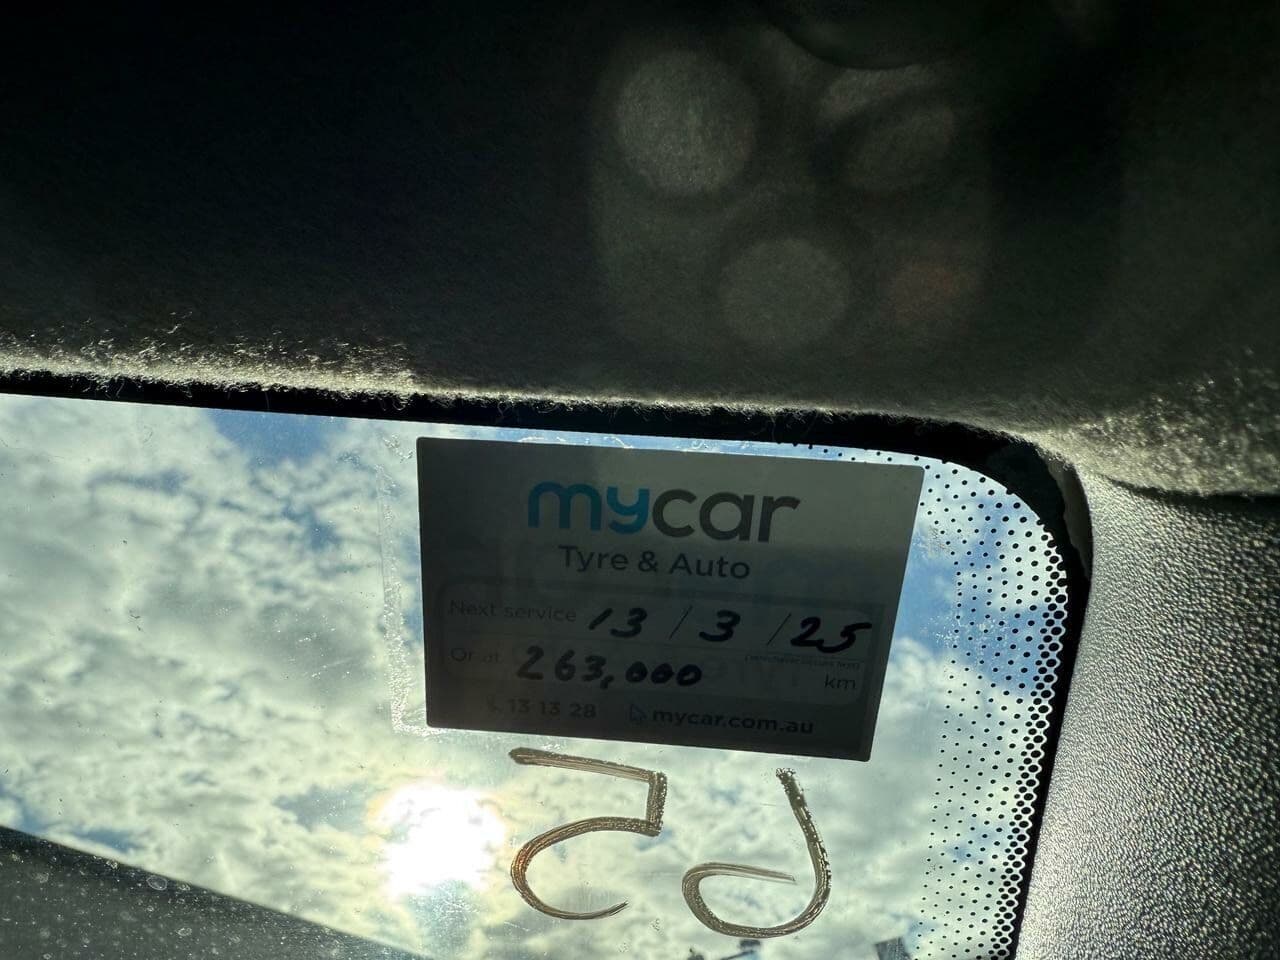 mycar
Tyre & Auto
Next service 13 / 3 / 25
Or at 263,000 km
13 13 28 mycar.com.au
65